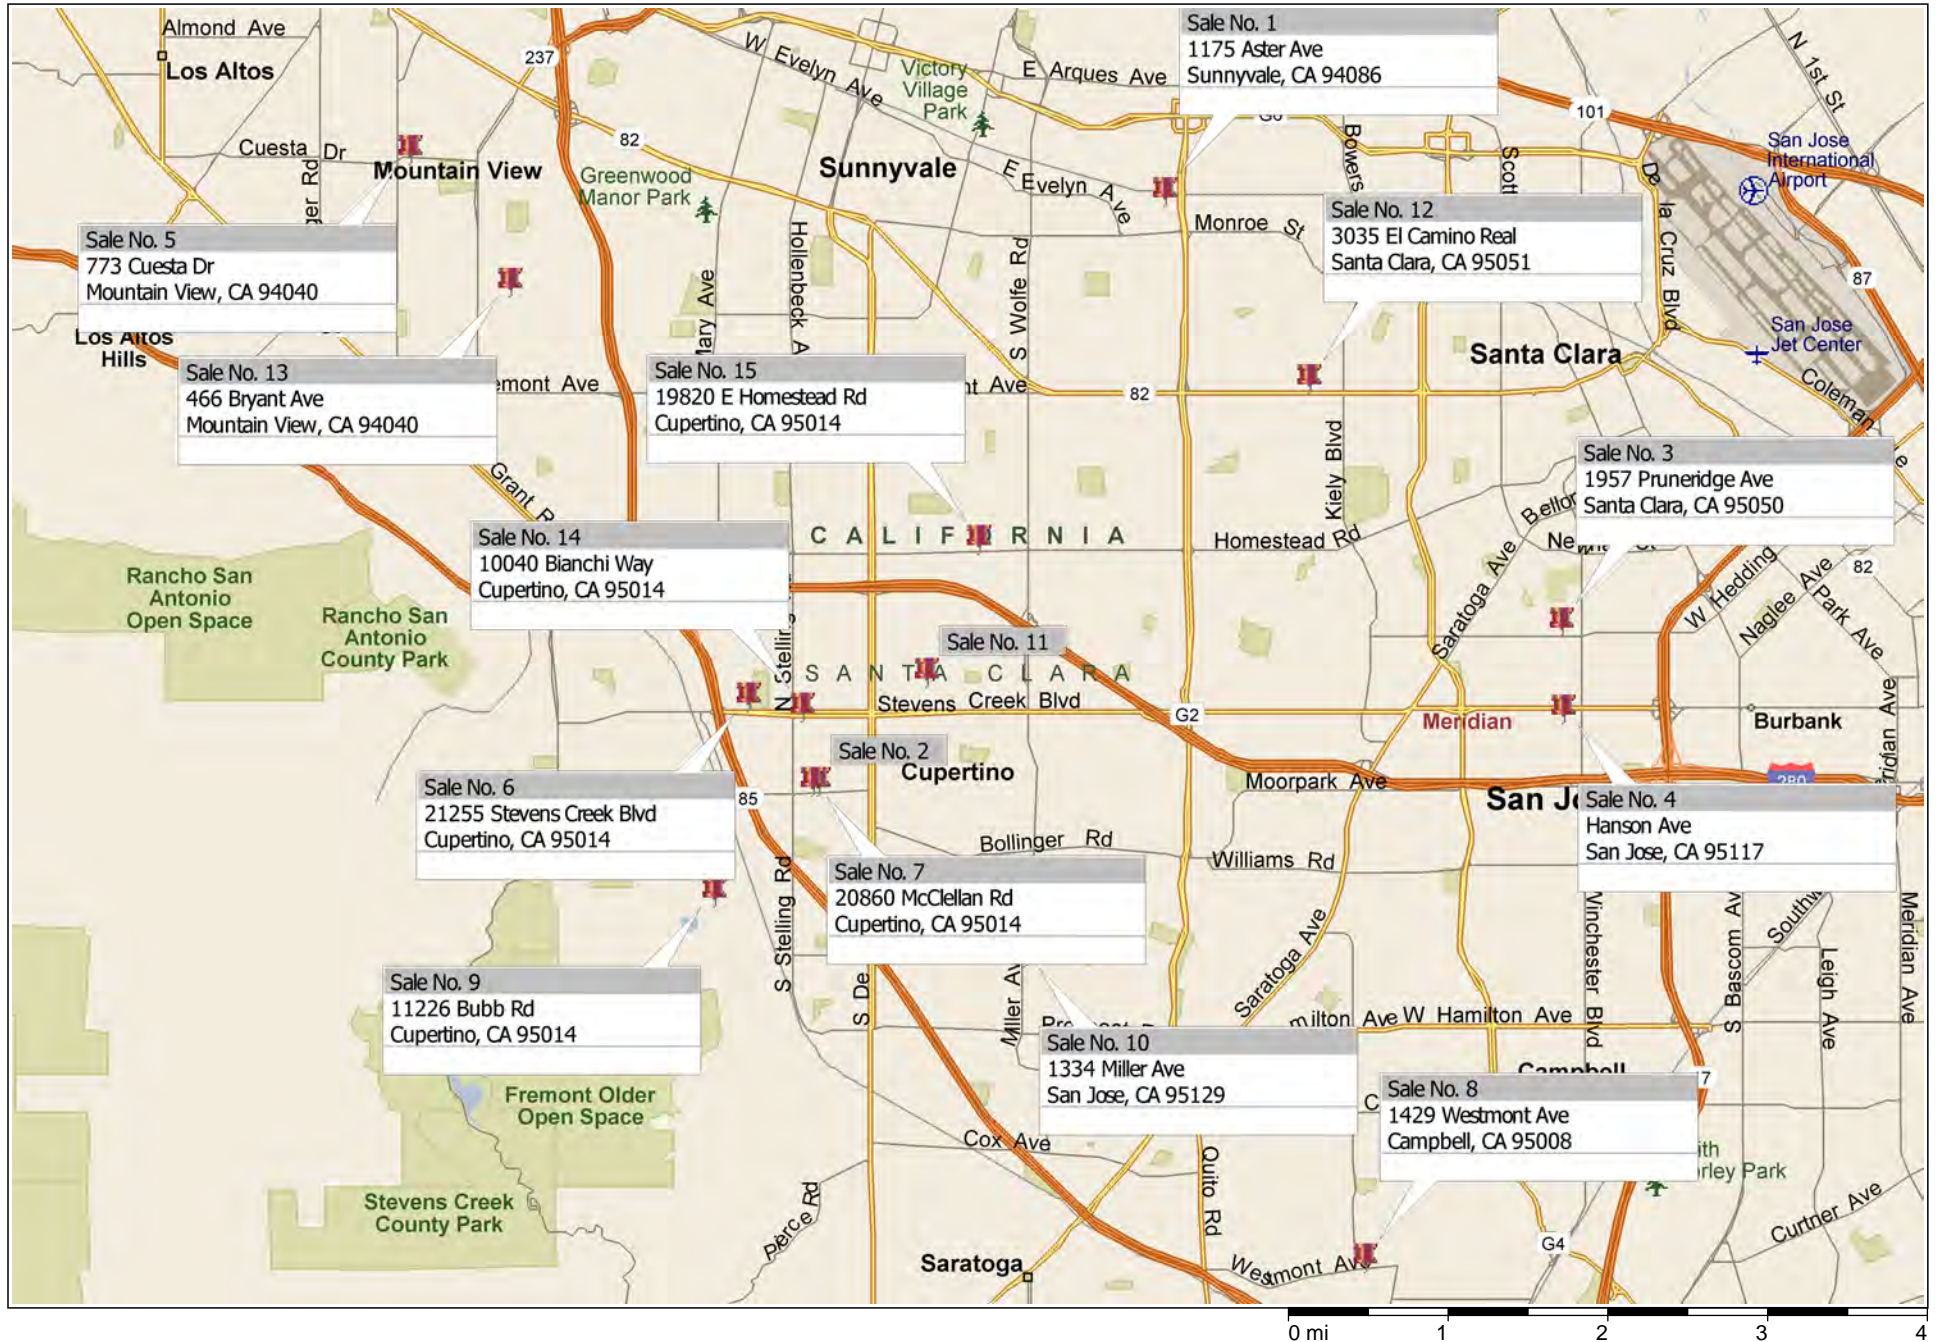 Almond Ave
Los Altos
237
W Evelyn Ave
Victory
Village
Park
E Arques Ave
Sale No. 1
1175 Aster Ave
Sunnyvale, CA 94086
101
N 1st St
Cuesta Dr
Mountain View
82
Greenwood
Manor Park
Sunnyvale
E Evelyn Ave
Bowers
Scott
De la Cruz Blvd
San Jose
International
Airport
Monroe St
Sale No. 12
3035 El Camino Real
Santa Clara, CA 95051
Sale No. 5
773 Cuesta Dr
Mountain View, CA 94040
Hollenbeck A
S Wolfe Rd
87
Los Altos
Hills
San Jose
Jet Center
Santa Clara
Coleman
Sale No. 13
466 Bryant Ave
Mountain View, CA 94040
Sale No. 15
19820 E Homestead Rd
Cupertino, CA 95014
Ave
82
Kiely Blvd
Sale No. 3
1957 Pruneridge Ave
Santa Clara, CA 95050
Sale No. 14
10040 Bianchi Way
Cupertino, CA 95014
CALIFORNIA
Homestead Rd
Saratoga Ave
W Hedding
Naglee Ave
82
Park Ave
Rancho San
Antonio
Open Space
Rancho San
Antonio
County Park
Sale No. 11
SANTA CLARA
Stevens Creek Blvd
G2
Meridian
Burbank
Sale No. 2
Cupertino
Moorpark Ave
280
Sale No. 6
21255 Stevens Creek Blvd
Cupertino, CA 95014
85
San Jo
Sale No. 4
Hanson Ave
San Jose, CA 95117
Bollinger Rd
Williams Rd
S Stelling Rd
Sale No. 7
20860 McClellan Rd
Cupertino, CA 95014
Saratoga Ave
Winchester Blvd
S Bascom Av
Leigh Ave
Meridian Ave
Sale No. 9
11226 Bubb Rd
Cupertino, CA 95014
S De
Miller Av
W Hamilton Ave
Sale No. 10
1334 Miller Ave
San Jose, CA 95129
Campbell
Sale No. 8
1429 Westmont Ave
Campbell, CA 95008
Fremont Older
Open Space
Cox Ave
Quito Rd
Stevens Creek
County Park
Pierce Rd
Curtner Ave
G4
Saratoga
Westmont Ave
0 mi 1 2 3 4